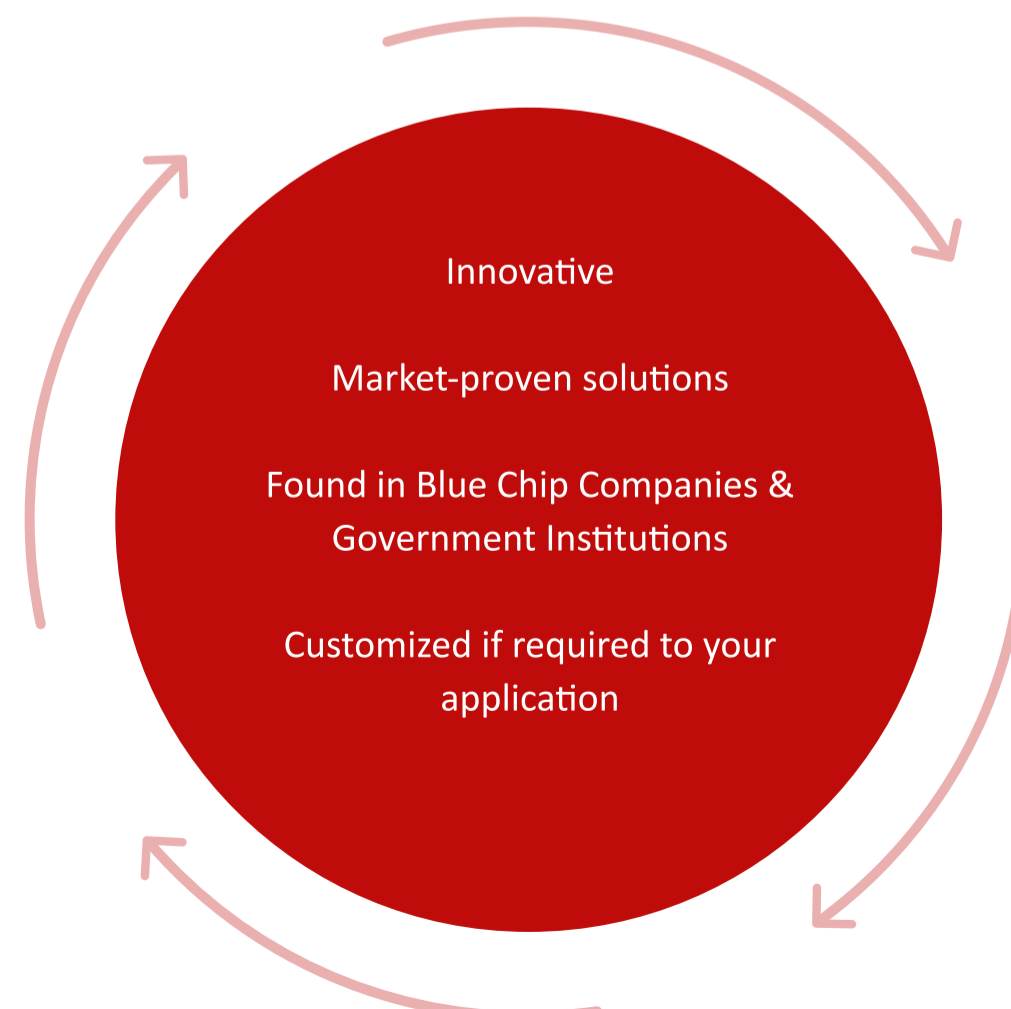 Innovative
Market-proven solutions
Found in Blue Chip Companies &
Government Institutions
Customized if required to your
application